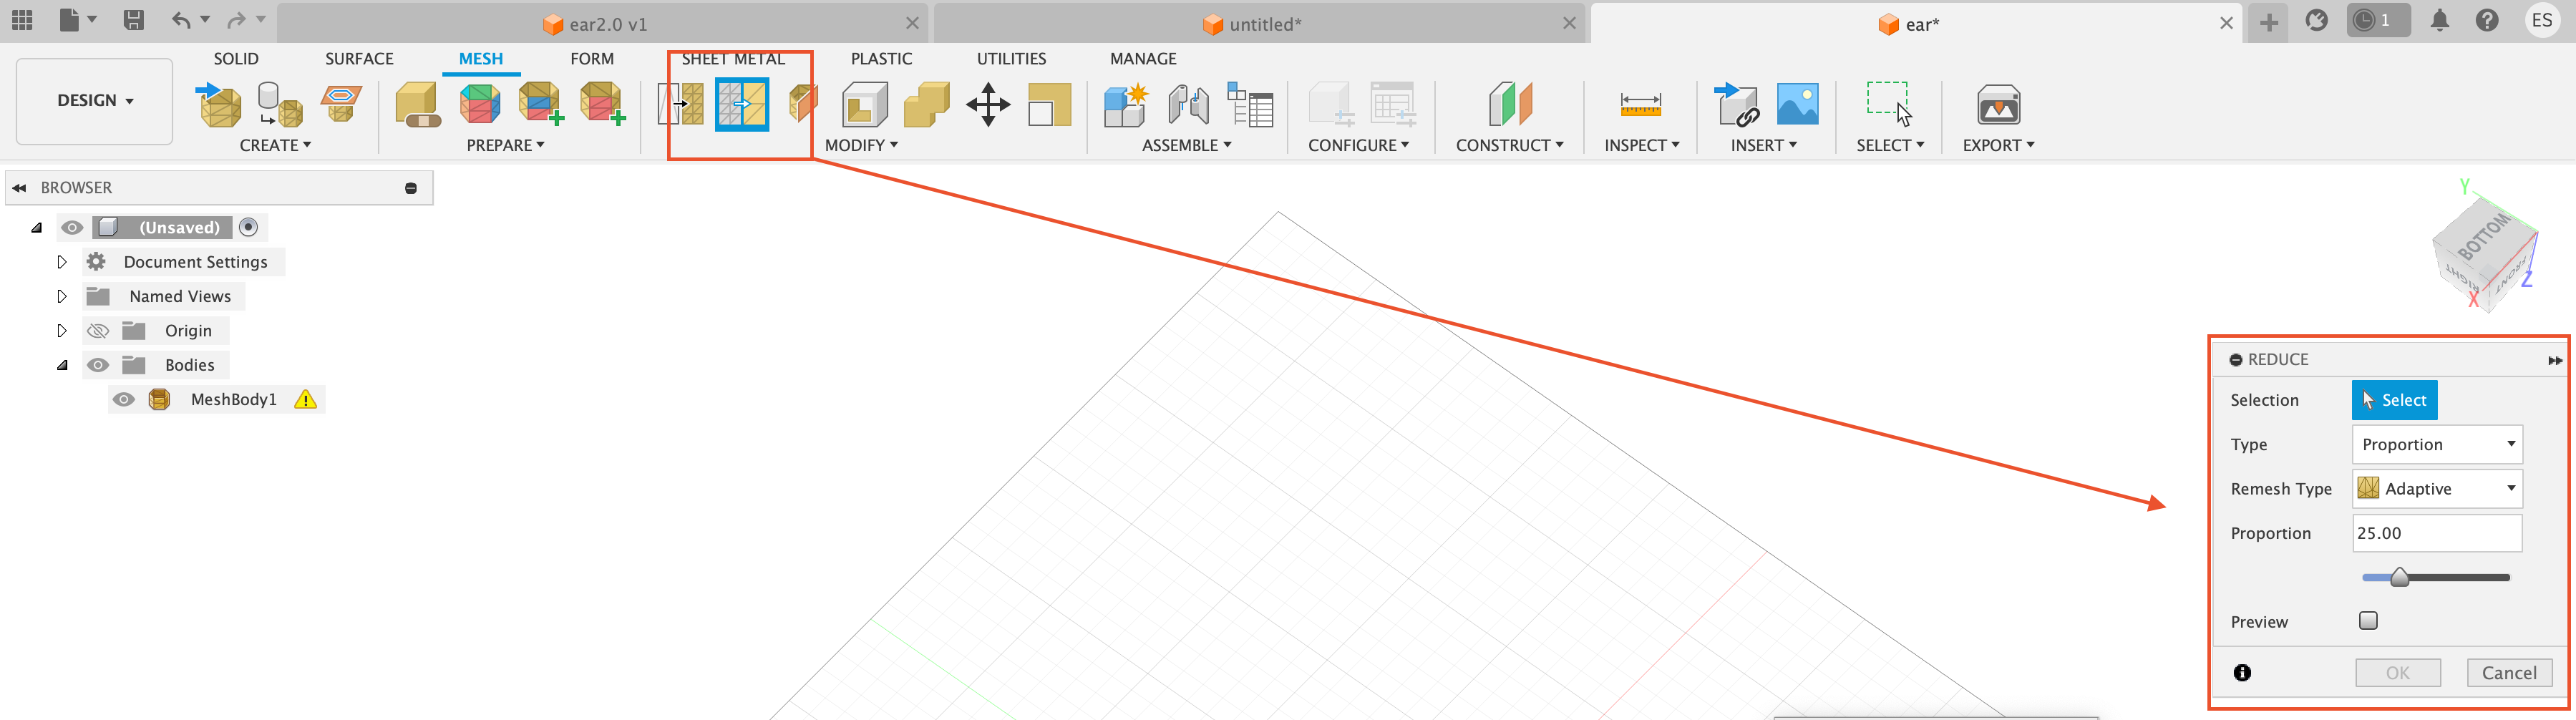 ear2.0 v1
untitled*
ear*
1
ES
DESIGN
SOLID
SURFACE
MESH
FORM
SHEET METAL
PLASTIC
UTILITIES
MANAGE
CREATE
PREPARE
MODIFY
ASSEMBLE
CONFIGURE
CONSTRUCT
INSPECT
INSERT
SELECT
EXPORT
BROWSER
(Unsaved)
Document Settings
Named Views
Origin
Bodies
MeshBody1
Y
BOTTOM
RIGHT
FRONT
Z
X
REDUCE
Selection
Select
Type
Proportion
Remesh Type
Adaptive
Proportion
25.00
Preview
OK
Cancel